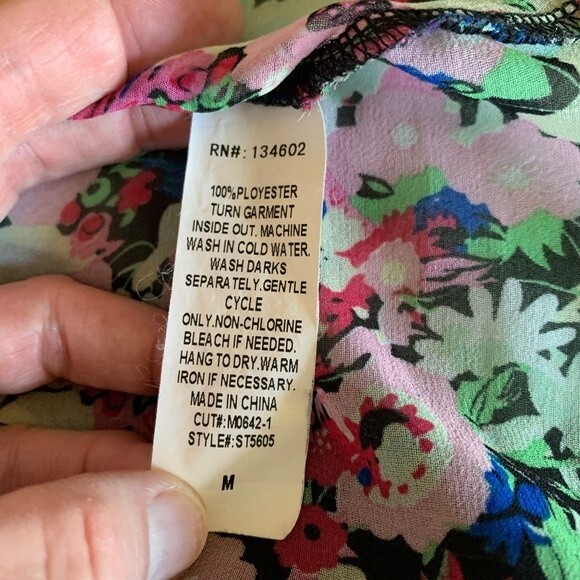 RN#: 134602
100%PLOYESTER
TURN GARMENT
INSIDE OUT. MACHINE
WASH IN COLD WATER.
WASH DARKS
SEPARATELY.GENTLE
CYCLE
ONLY.NON-CHLORINE
BLEACH IF NEEDED.
HANG TO DRY.WARM
IRON IF NECESSARY.
MADE IN CHINA
CUT#:M0642-1
STYLE#:ST5605
M